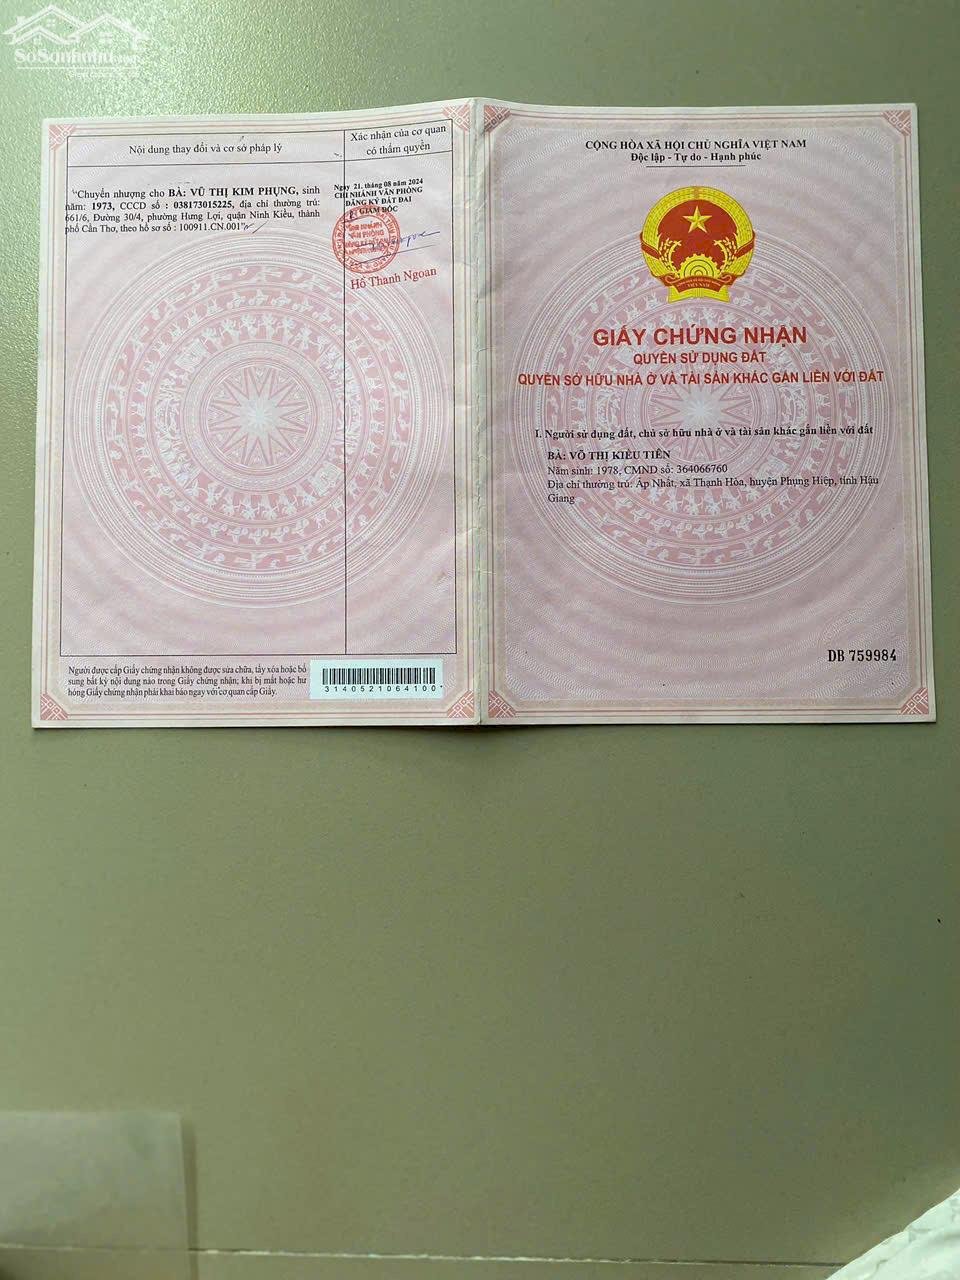 SoSanhnha.com
Nội dung thay đổi và cơ sở pháp lý
Xác nhận của cơ quan
có thẩm quyền
"Chuyển nhượng cho BÀ: VŨ THỊ KIM PHỤNG, sinh
năm: 1973, CCCD số : 038173015225, địa chỉ thường trú:
661/6, Đường 30/4, phường Hưng Lợi, quận Ninh Kiều, thành
phố Cần Thơ, theo hồ sơ số : 100911.CN.001"
Ngày 21. tháng 08 năm 2024
CHI NHÁNH VĂN PHÒNG
ĐĂNG KÝ ĐẤT ĐAI
GIÁM ĐỐC
CHI NHÁNH
VĂN PHÒNG
Hồ Thanh Ngoan
Người được cấp Giấy chứng nhận không được sửa chữa, tẩy xóa hoặc bổ
sung bất kỳ nội dung nào trong Giấy chứng nhận; khi bị mất hoặc hư
hỏng Giấy chứng nhận phải khai báo ngay với cơ quan cấp Giấy.
3140521064100
CỘNG HÒA XÃ HỘI CHỦ NGHĨA VIỆT NAM
Độc lập - Tự do - Hạnh phúc
VIỆT NAM
GIẤY CHỨNG NHẬN
QUYỀN SỬ DỤNG ĐẤT
QUYỀN SỞ HỮU NHÀ Ở VÀ TÀI SẢN KHÁC GẮN LIỀN VỚI ĐẤT
I. Người sử dụng đất, chủ sở hữu nhà ở và tài sản khác gắn liền với đất
BÀ: VÕ THỊ KIỀU TIÊN
Năm sinh: 1978, CMND số: 364066760
Địa chỉ thường trú: Ấp Nhất, xã Thạnh Hòa, huyện Phụng Hiệp, tỉnh Hậu
Giang
DB 759984